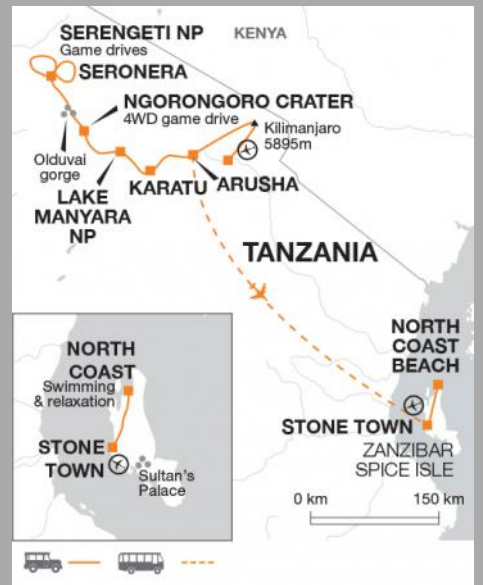 SERENGETI NP
Game drives
KENYA
SERONERA
NGORONGORO CRATER
4WD game drive
Kilimanjaro
5895m
Olduvai
gorge
LAKE
MANYARA
NP
KARATU
ARUSHA
TANZANIA
NORTH
COAST
BEACH
STONE TOWN
ZANZIBAR
SPICE ISLE
0 km
150 km
NORTH
COAST
Swimming
& relaxation
STONE
TOWN
Sultan's
Palace